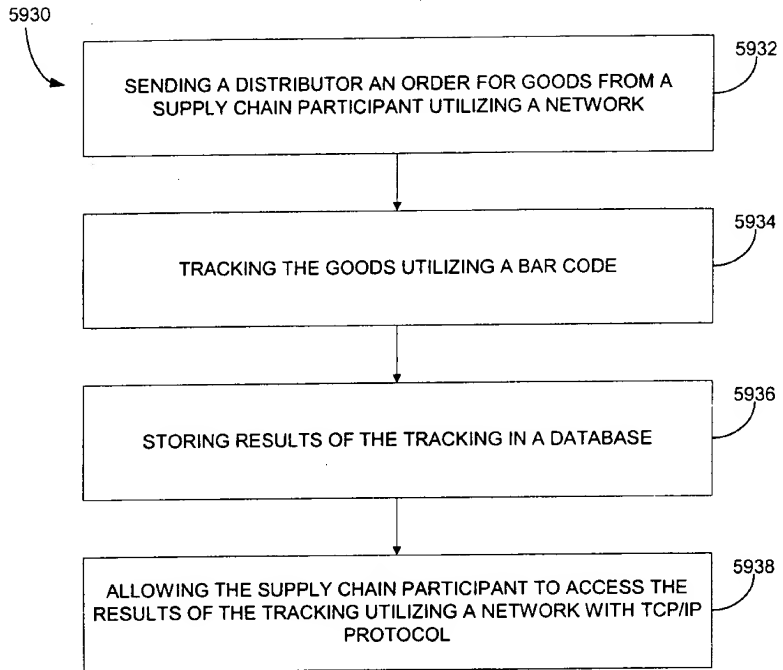 5930
5932
SENDING A DISTRIBUTOR AN ORDER FOR GOODS FROM A
SUPPLY CHAIN PARTICIPANT UTILIZING A NETWORK
5934
TRACKING THE GOODS UTILIZING A BAR CODE
5936
STORING RESULTS OF THE TRACKING IN A DATABASE
5938
ALLOWING THE SUPPLY CHAIN PARTICIPANT TO ACCESS THE
RESULTS OF THE TRACKING UTILIZING A NETWORK WITH TCP/IP
PROTOCOL